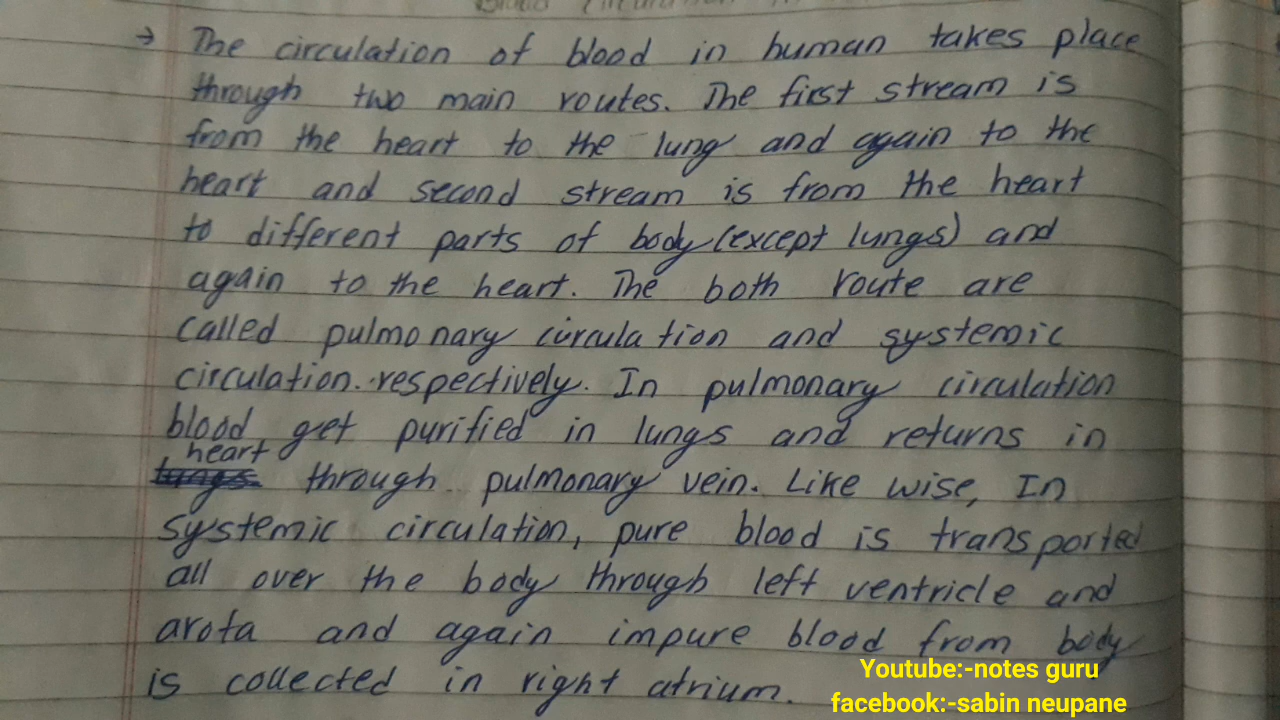 Blood Circulation in
→ The circulation of blood in human takes place
through two main routes. The first stream is
from the heart to the lung and again to the
heart and second stream is from the heart
to different parts of body (except lungs) and
again to the heart. The both route are
called pulmonary circulation and systemic
circulation. respectively. In pulmonary circulation
blood get purified in lungs and returns in
heart
lungs through pulmonary vein. Like wise, In
systemic circulation, pure blood is transported
all over the body through left ventricle and
arota and again impure blood from body
is collected in right atrium.
Youtube:-notes guru
facebook:-sabin neupane